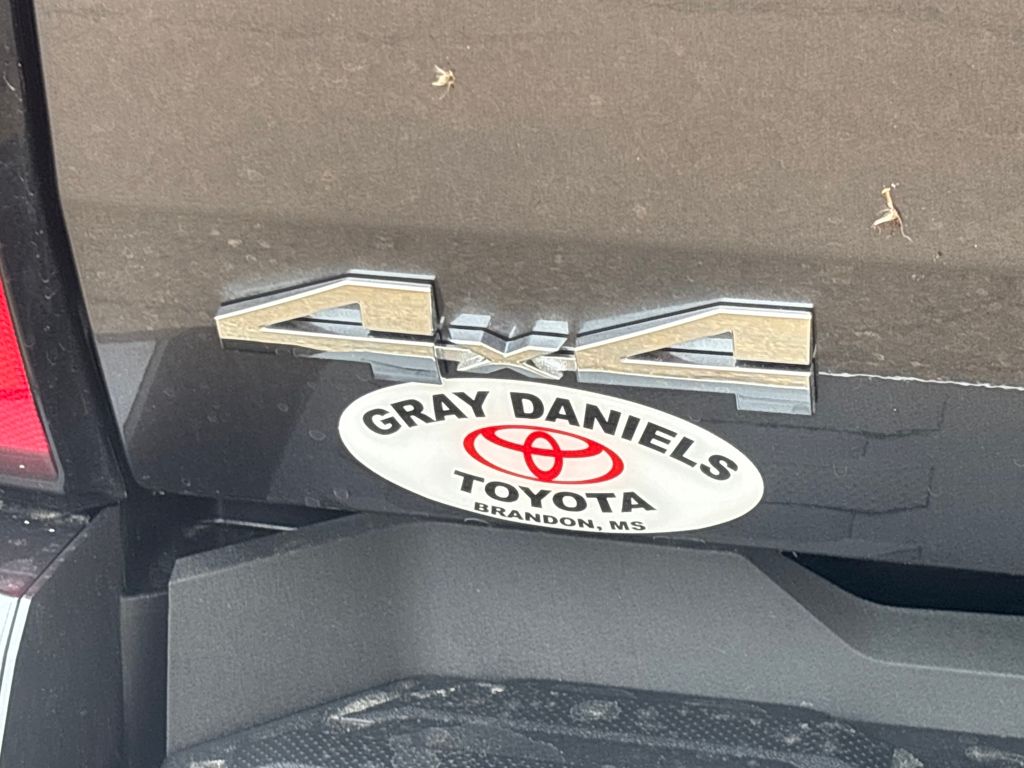 4X4
GRAY DANIELS
TOYOTA
BRANDON, MS